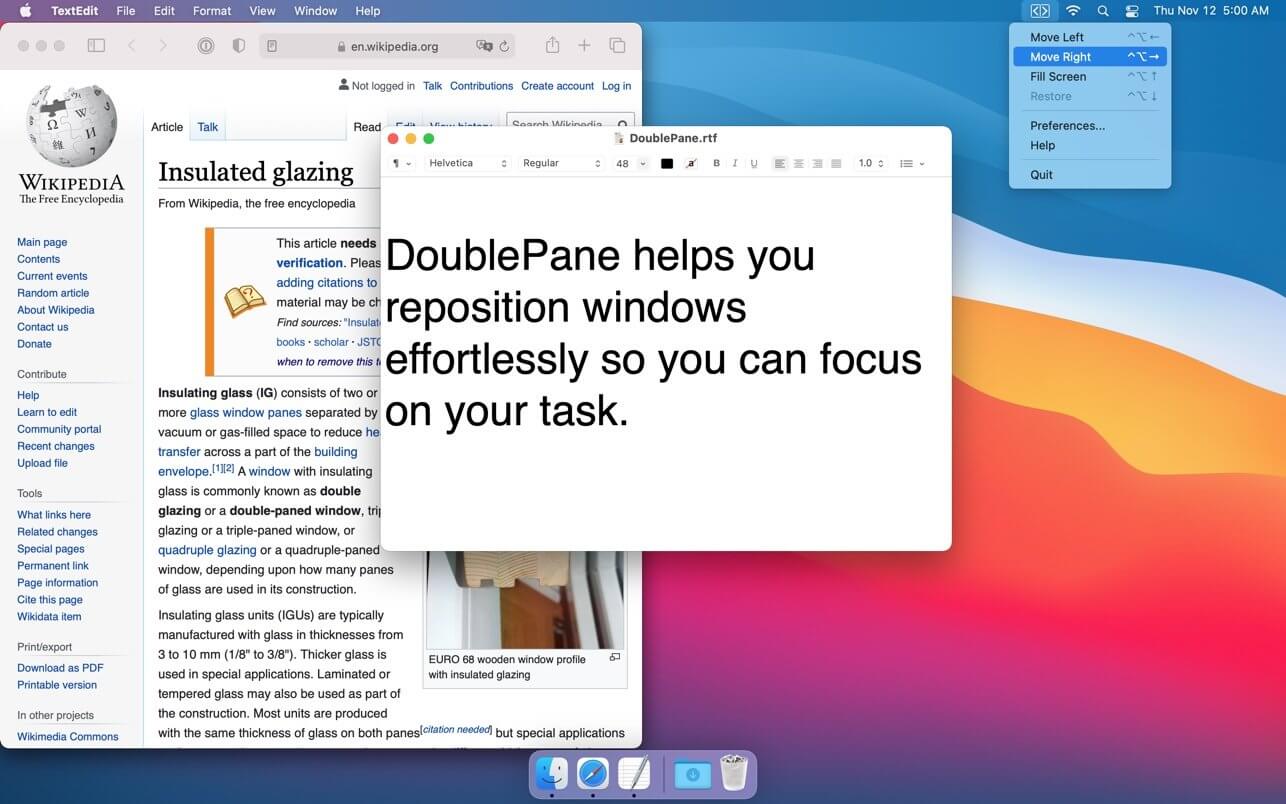 TextEdit File Edit Format View Window Help
Thu Nov 12 5:00 AM
Move Left ⌃⌥←
Move Right ⌃⌥→
Fill Screen ⌃⌥↑
Restore ⌃⌥↓
Preferences...
Help
Quit
en.wikipedia.org
Not logged in Talk Contributions Create account Log in
Article Talk
Read Edit View history
Search Wikipedia
WIKIPEDIA
The Free Encyclopedia
Main page
Contents
Current events
Random article
About Wikipedia
Contact us
Donate
Contribute
Help
Learn to edit
Community portal
Recent changes
Upload file
Tools
What links here
Related changes
Special pages
Permanent link
Page information
Cite this page
Wikidata item
Print/export
Download as PDF
Printable version
In other projects
Wikimedia Commons
Insulated glazing
From Wikipedia, the free encyclopedia
This article needs
verification. Pleas
adding citations to
material may be ch
Find sources: "Insulat
books · scholar · JSTO
when to remove this t
Insulating glass (IG) consists of two or
more glass window panes separated by
vacuum or gas-filled space to reduce he
transfer across a part of the building
envelope.[1][2] A window with insulating
glass is commonly known as double
glazing or a double-paned window, trip
glazing or a triple-paned window, or
quadruple glazing or a quadruple-paned
window, depending upon how many panes
of glass are used in its construction.
Insulating glass units (IGUs) are typically
manufactured with glass in thicknesses from
3 to 10 mm (1/8" to 3/8"). Thicker glass is
used in special applications. Laminated or
tempered glass may also be used as part of
the construction. Most units are produced
with the same thickness of glass on both panes[citation needed] but special applications
EURO 68 wooden window profile
with insulated glazing
DoublePane.rtf
¶ Helvetica Regular 48 a B I U 1.0
DoublePane helps you
reposition windows
effortlessly so you can focus
on your task.